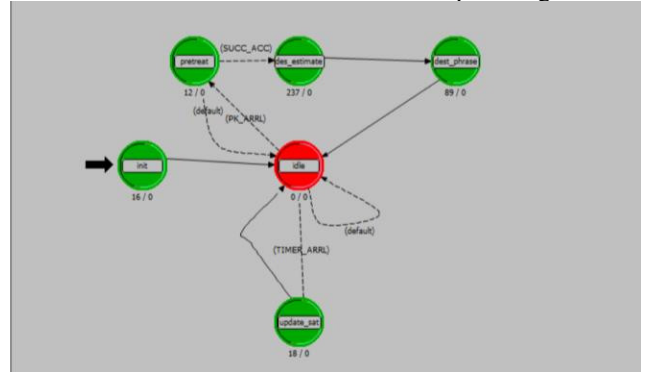 (SUCC_ACC)
pretreat
des_estimate
dest_phrase
12 / 0
237 / 0
89 / 0
(default)
(PK_ARRL)
init
idle
16 / 0
0 / 0
(default)
(TIMER_ARRL)
update_sat
18 / 0